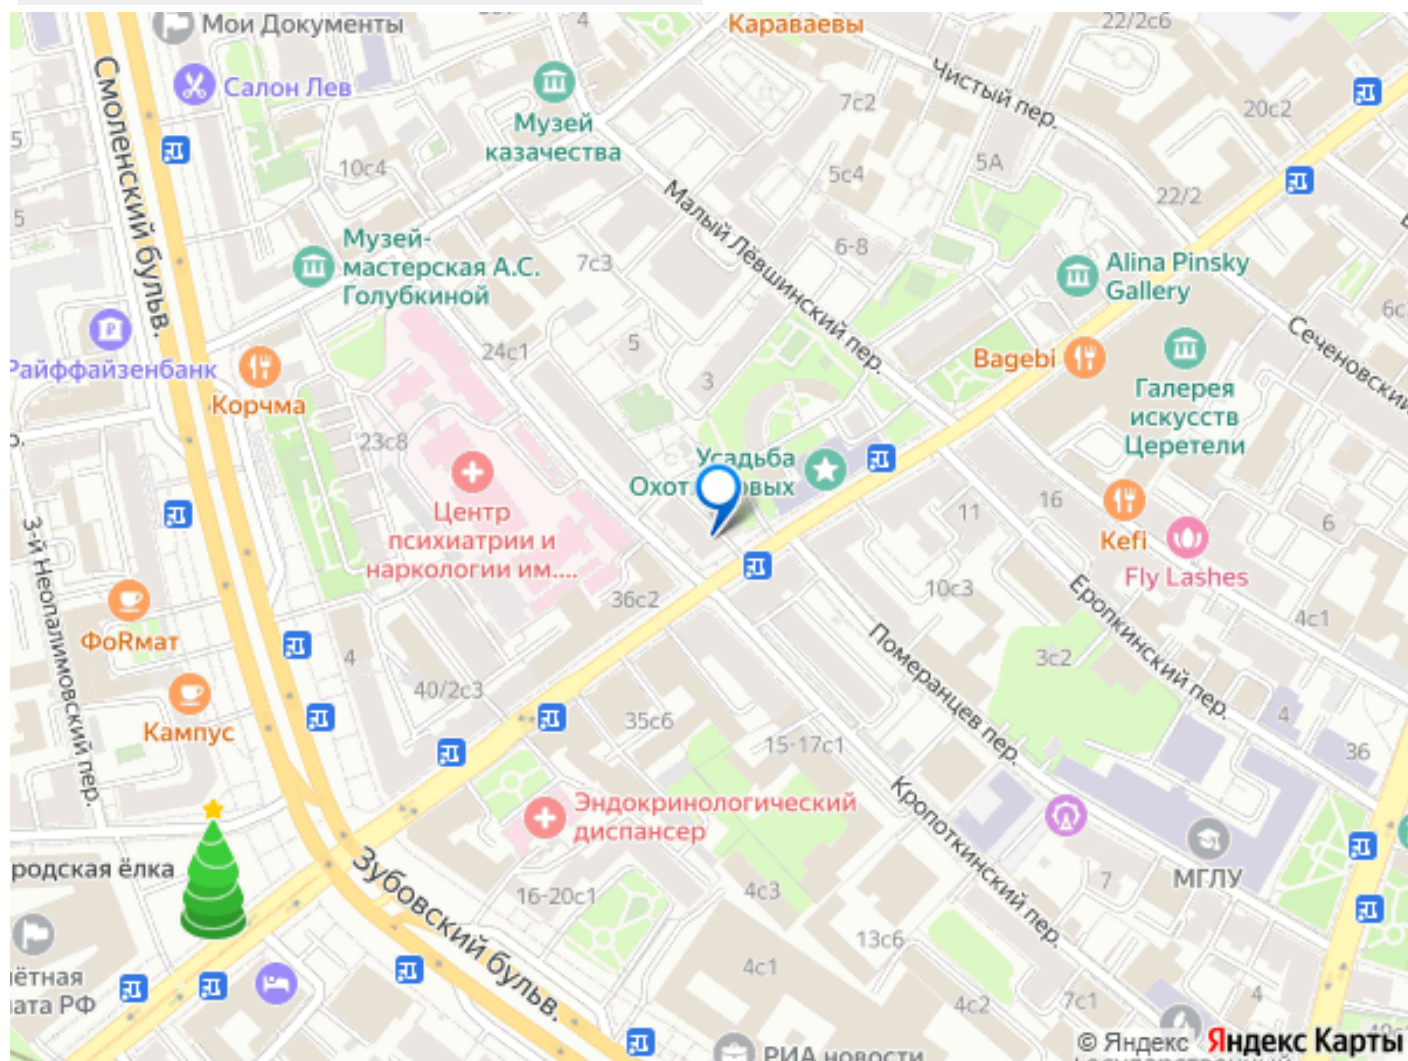 Мои Документы
4
Караваевы
22/2с6
Салон Лев
Чистый пер.
Смоленский бульв.
7с2
20с2
Музей
казачества
5
10с4
5А
5с4
22/2
Малый Лёвшинский пер.
5
Музей-
мастерская А.С.
Голубкиной
7с3
6-8
Alina Pinsky
Gallery
6с
Сеченовский
Райффайзенбанк
24с1
5
Bagebi
3
Корчма
Галерея
искусств
Церетели
23с8
Усадьба
16
11
6
Центр
психиатрии и
наркологии им....
Kefi
Fly Lashes
3-й Неопалимовский пер.
36с2
10с3
Еропкинский пер.
4с1
ФоRмат
Померанцев пер.
4
3с2
40/2с3
Кампус
35с6
15-17с1
4
36
Кропоткинский пер.
Эндокринологический
диспансер
родская ёлка
Зубовский бульв.
16-20с1
4с3
7
МГЛУ
13с6
ётная
ата РФ
4с1
4с2
7с1
4
РИА новости
© Яндекс Яндекс Карты